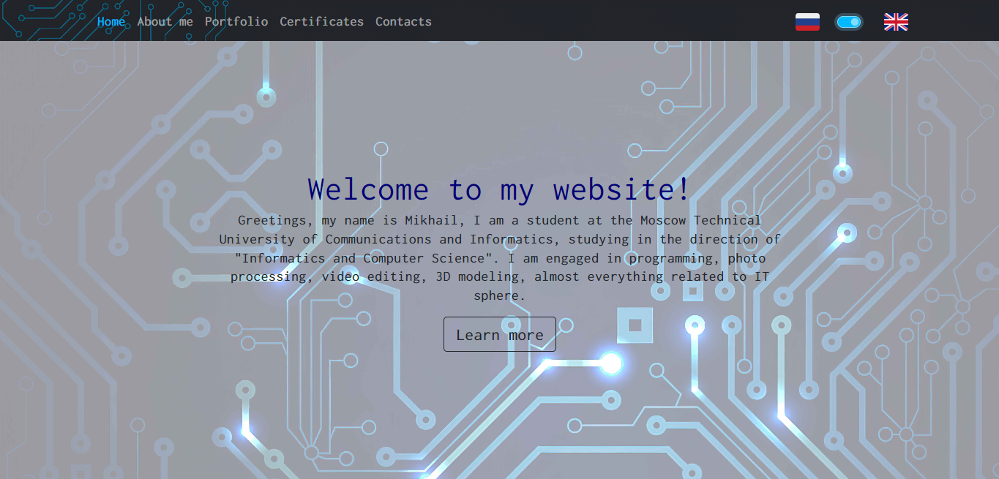 Home About me Portfolio Certificates Contacts
Welcome to my website!
Greetings, my name is Mikhail, I am a student at the Moscow Technical
University of Communications and Informatics, studying in the direction of
"Informatics and Computer Science". I am engaged in programming, photo
processing, video editing, 3D modeling, almost everything related to IT
sphere.
Learn more